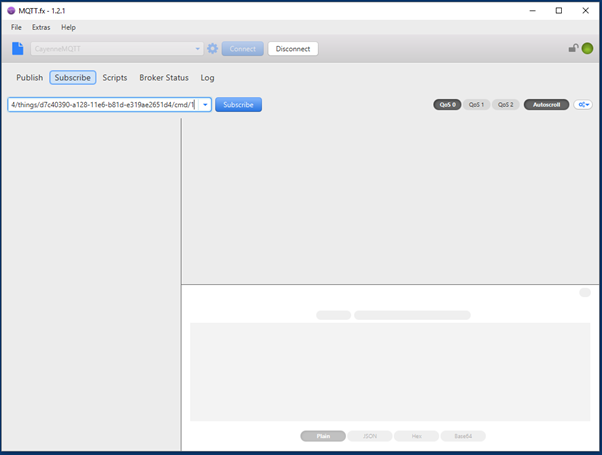 MQTT.fx - 1.2.1
File Extras Help
CayenneMQTT Connect Disconnect
Publish Subscribe Scripts Broker Status Log
4/things/d7c40390-a128-11e6-b81d-e319ae2651d4/cmd/1 Subscribe QoS 0 QoS 1 QoS 2 Autoscroll
Plain JSON Hex Base64